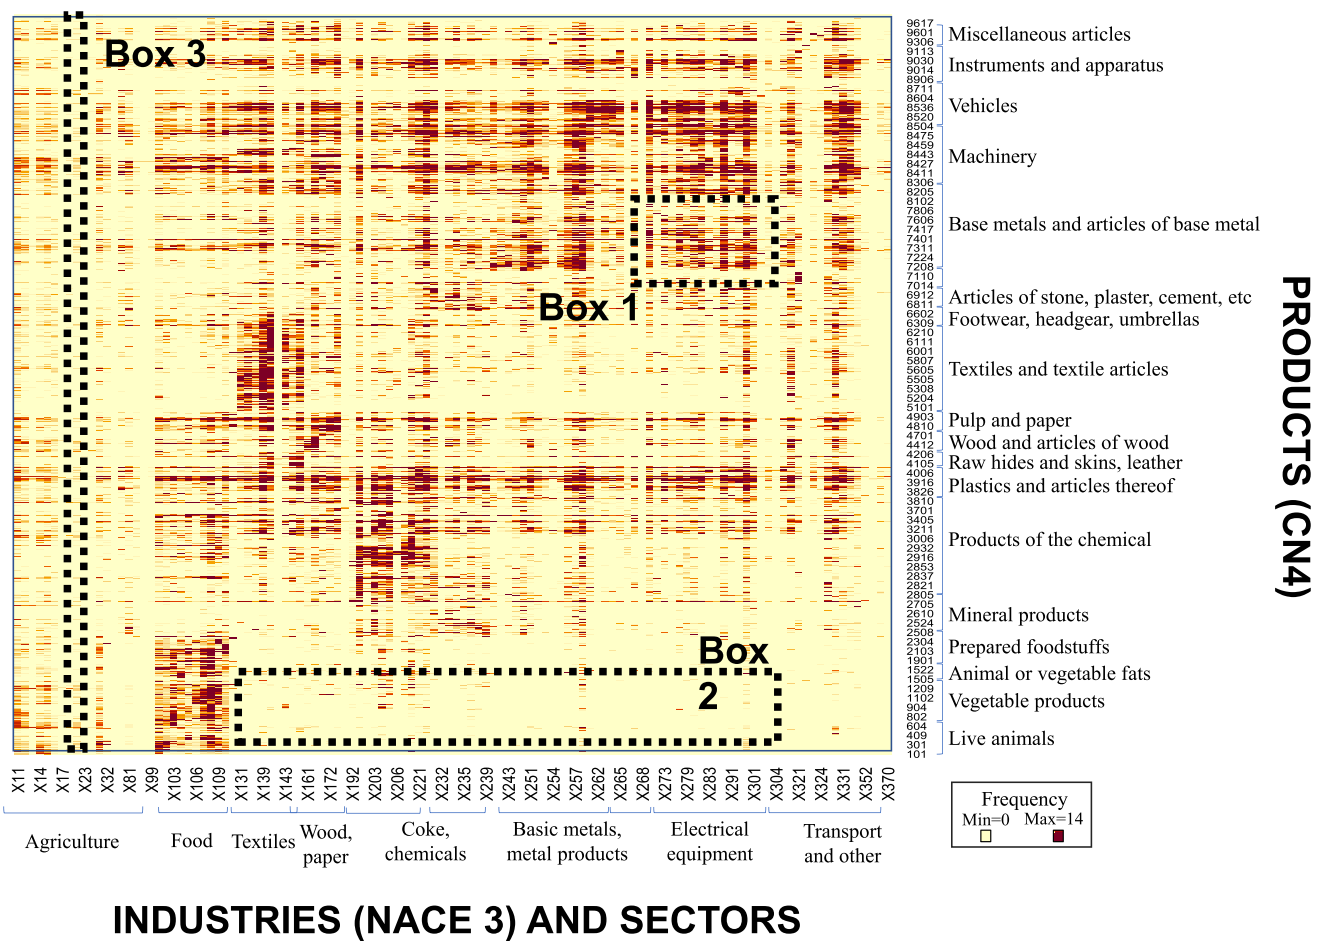 Box 3
Box 1
Box
2
9617
9601
9306
9113
9030
9014
8906
8711
8604
8536
8520
8504
8475
8459
8443
8427
8411
8306
8205
8102
7806
7606
7417
7401
7311
7224
7208
7110
7014
6912
6811
6602
6309
6210
6111
6001
5807
5605
5505
5308
5204
5101
4903
4810
4701
4412
4206
4105
4006
3916
3826
3810
3701
3405
3211
3006
2932
2916
2853
2837
2821
2805
2705
2610
2524
2508
2304
2103
1901
1522
1505
1209
1102
904
802
604
409
301
101
Miscellaneous articles
Instruments and apparatus
Vehicles
Machinery
Base metals and articles of base metal
Articles of stone, plaster, cement, etc
Footwear, headgear, umbrellas
Textiles and textile articles
Pulp and paper
Wood and articles of wood
Raw hides and skins, leather
Plastics and articles thereof
Products of the chemical
Mineral products
Prepared foodstuffs
Animal or vegetable fats
Vegetable products
Live animals
PRODUCTS (CN4)
X11
X14
X17
X23
X32
X81
X99
X103
X106
X109
X131
X139
X143
X161
X172
X192
X203
X206
X221
X232
X235
X239
X243
X251
X254
X257
X262
X265
X268
X273
X279
X283
X291
X301
X304
X321
X324
X331
X352
X370
Agriculture
Food
Textiles
Wood,
paper
Coke,
chemicals
Basic metals,
metal products
Electrical
equipment
Transport
and other
Frequency
Min=0 Max=14
INDUSTRIES (NACE 3) AND SECTORS